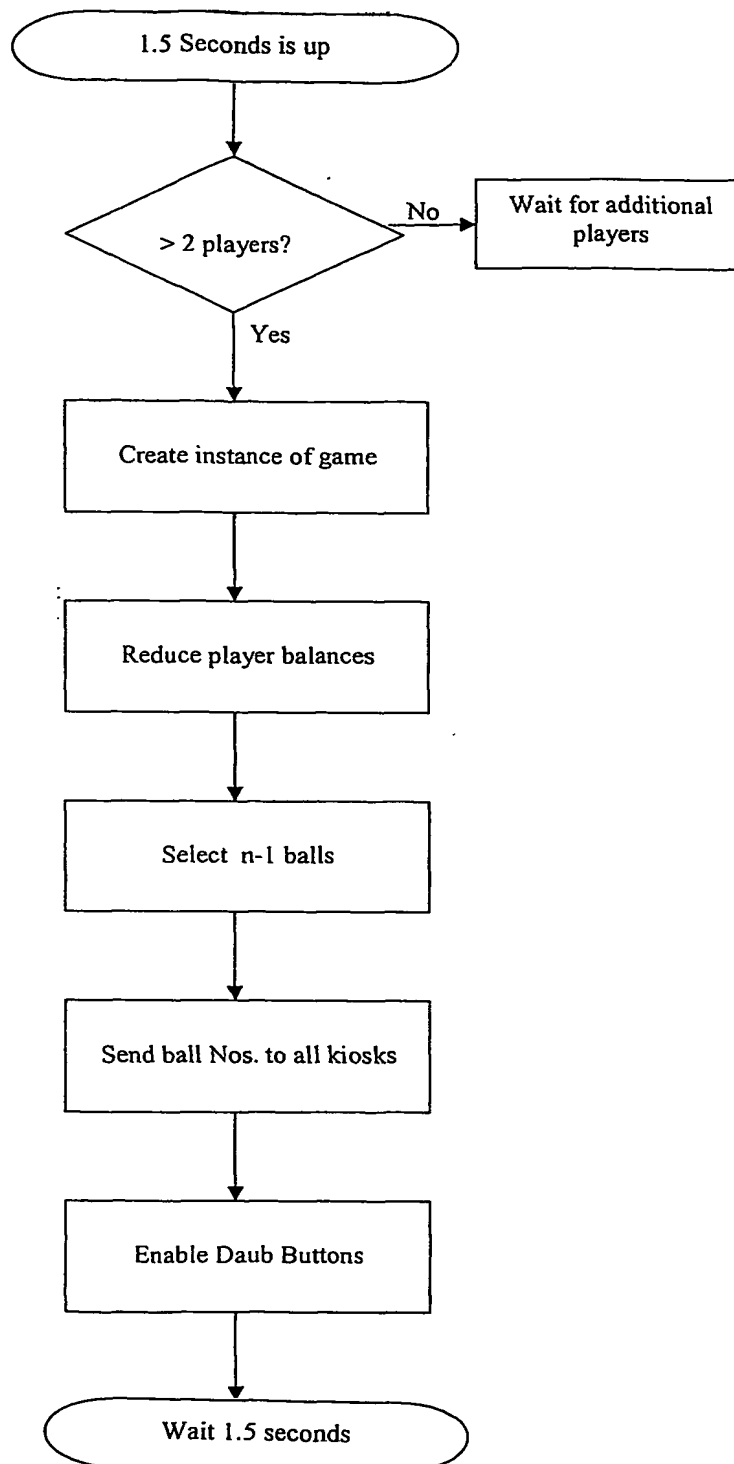 1.5 Seconds is up
> 2 players?
No
Wait for additional
players
Yes
Create instance of game
Reduce player balances
Select n-1 balls
Send ball Nos. to all kiosks
Enable Daub Buttons
Wait 1.5 seconds